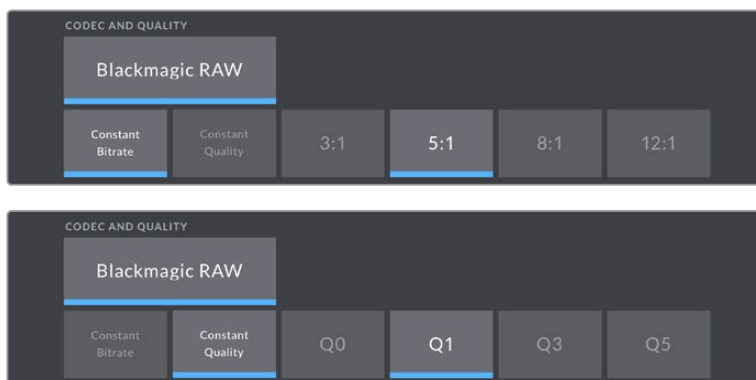 CODEC AND QUALITY
Blackmagic RAW
Constant Bitrate Constant Quality 3:1 5:1 8:1 12:1
CODEC AND QUALITY
Blackmagic RAW
Constant Bitrate Constant Quality Q0 Q1 Q3 Q5